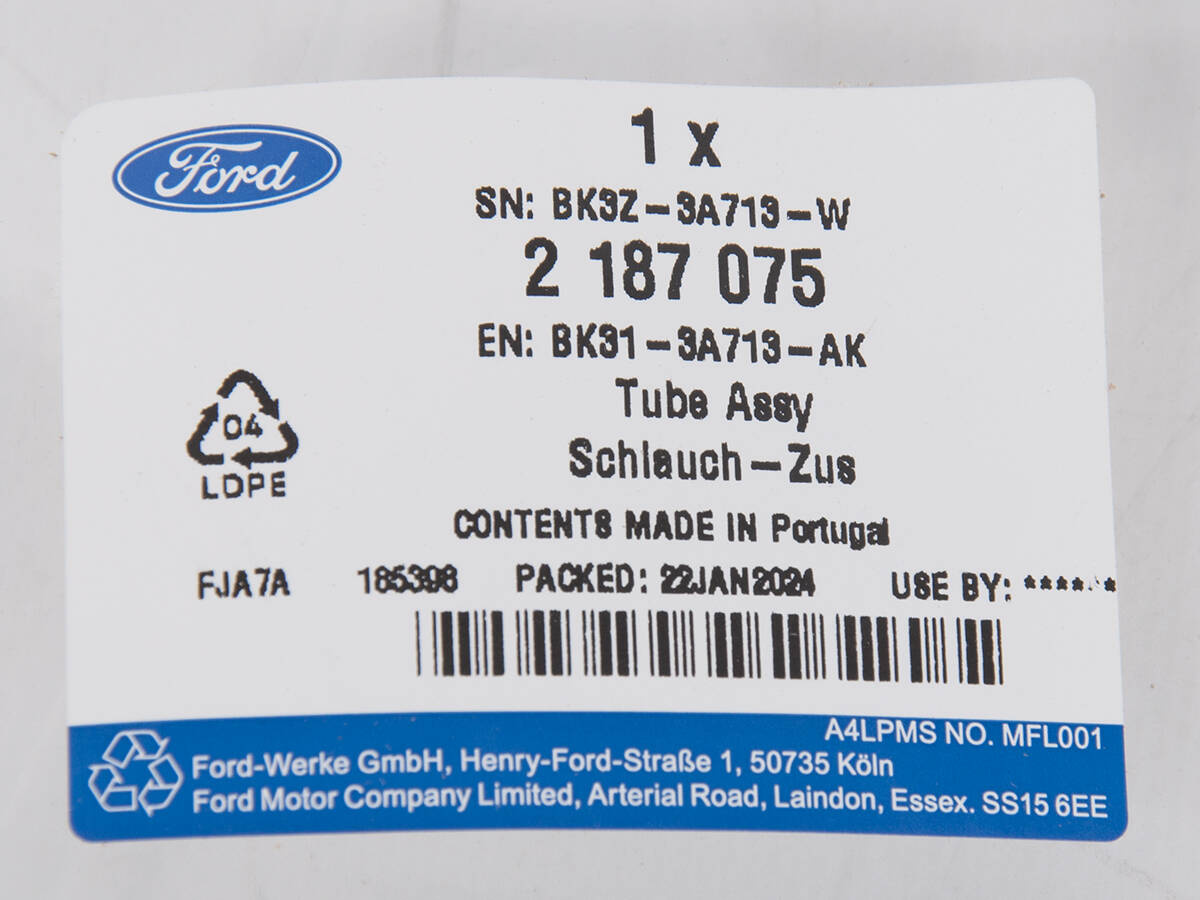 Ford
1 x
SN: BK3Z-3A713-W
2 187 075
EN: BK31-3A713-AK
Tube Assy
Schlauch-Zus
04
LDPE
CONTENTS MADE IN Portugal
FJA7A 185398 PACKED: 22JAN2024 USE BY: ******
A4LPMS NO. MFL001
Ford-Werke GmbH, Henry-Ford-Straße 1, 50735 Köln
Ford Motor Company Limited, Arterial Road, Laindon, Essex. SS15 6EE